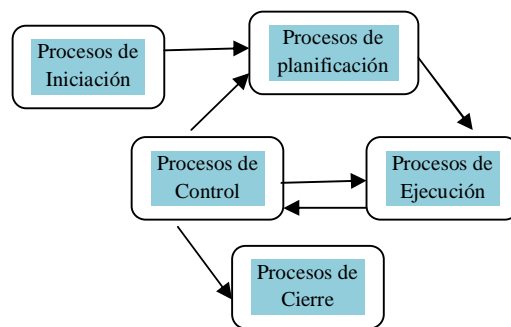 Procesos de
Iniciación
Procesos de
planificación
Procesos de
Control
Procesos de
Ejecución
Procesos de
Cierre